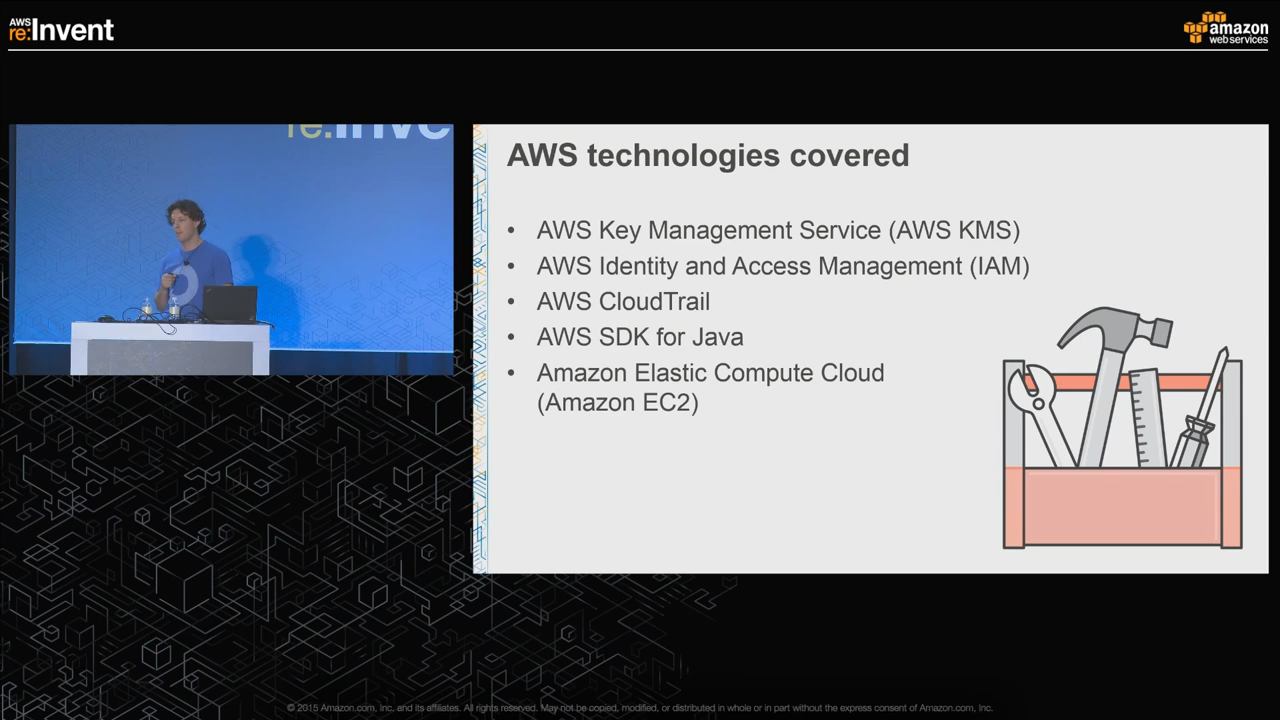 AWS
re:Invent
amazon
web services
re:Inve
AWS technologies covered
• AWS Key Management Service (AWS KMS)
• AWS Identity and Access Management (IAM)
• AWS CloudTrail
• AWS SDK for Java
• Amazon Elastic Compute Cloud
(Amazon EC2)
© 2015 Amazon.com, Inc. and its affiliates. All rights reserved. May not be copied, modified, or distributed in whole or in part without the express consent of Amazon.com, Inc.